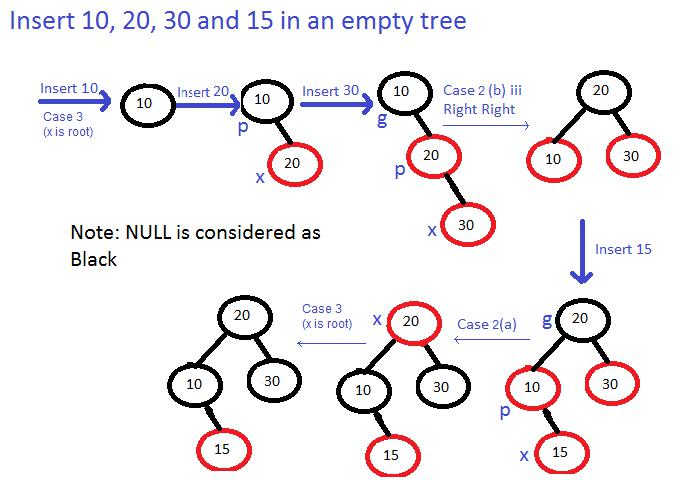 Insert 10, 20, 30 and 15 in an empty tree
Insert 10
Case 3
(x is root)
10
Insert 20
10
p
20
x
Insert 30
10
g
20
p
30
x
Case 2 (b) iii
Right Right
20
10
30
Note: NULL is considered as
Black
Insert 15
g
20
10
30
p
15
x
Case 2(a)
x
20
10
30
15
Case 3
(x is root)
20
10
30
15